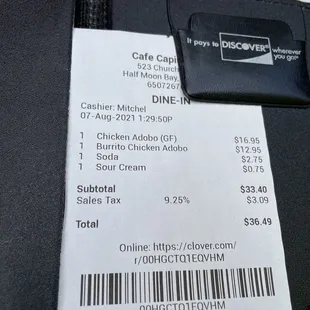 It pays to DISCOVER® wherever
you go.®
Cafe Capi
523 Church
Half Moon Bay,
6507267
DINE-IN
Cashier: Mitchel
07-Aug-2021 1:29:50P
1 Chicken Adobo (GF) $16.95
1 Burrito Chicken Adobo $12.95
1 Soda $2.75
1 Sour Cream $0.75
Subtotal $33.40
Sales Tax 9.25% $3.09
Total $36.49
Online: https://clover.com/
r/00HGCTQ1EQVHM
00HGCTQ1EQVHM